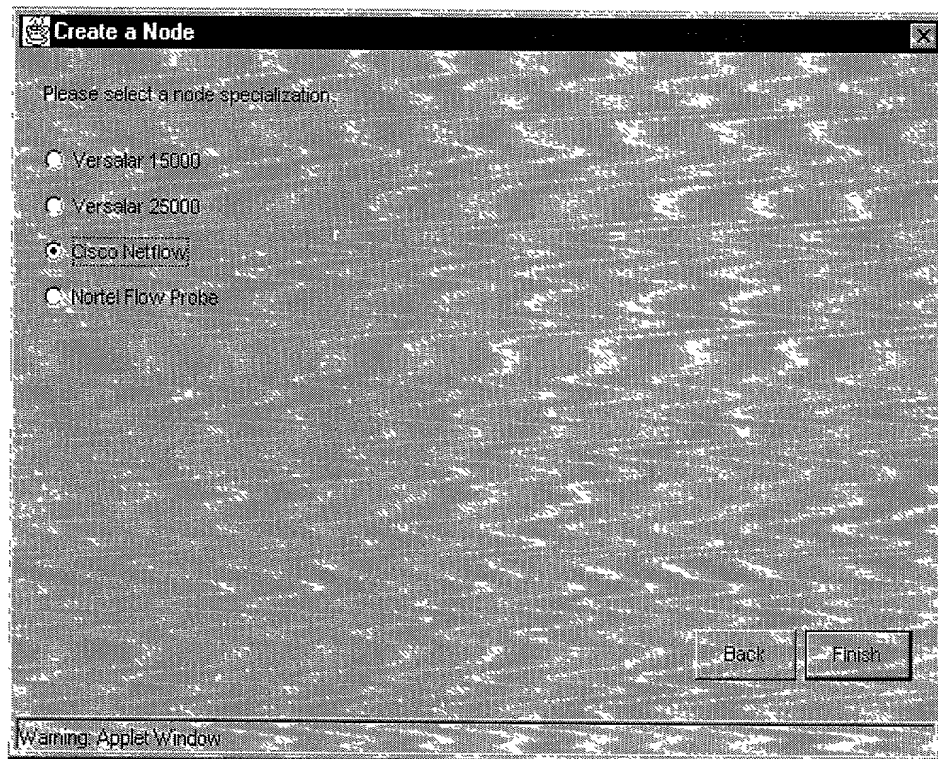 Create a Node
Please select a node specialization.
Versalar 15000
Versalar 25000
Cisco Netflow
Nortel Flow Probe
Back Finish
Warning: Applet Window